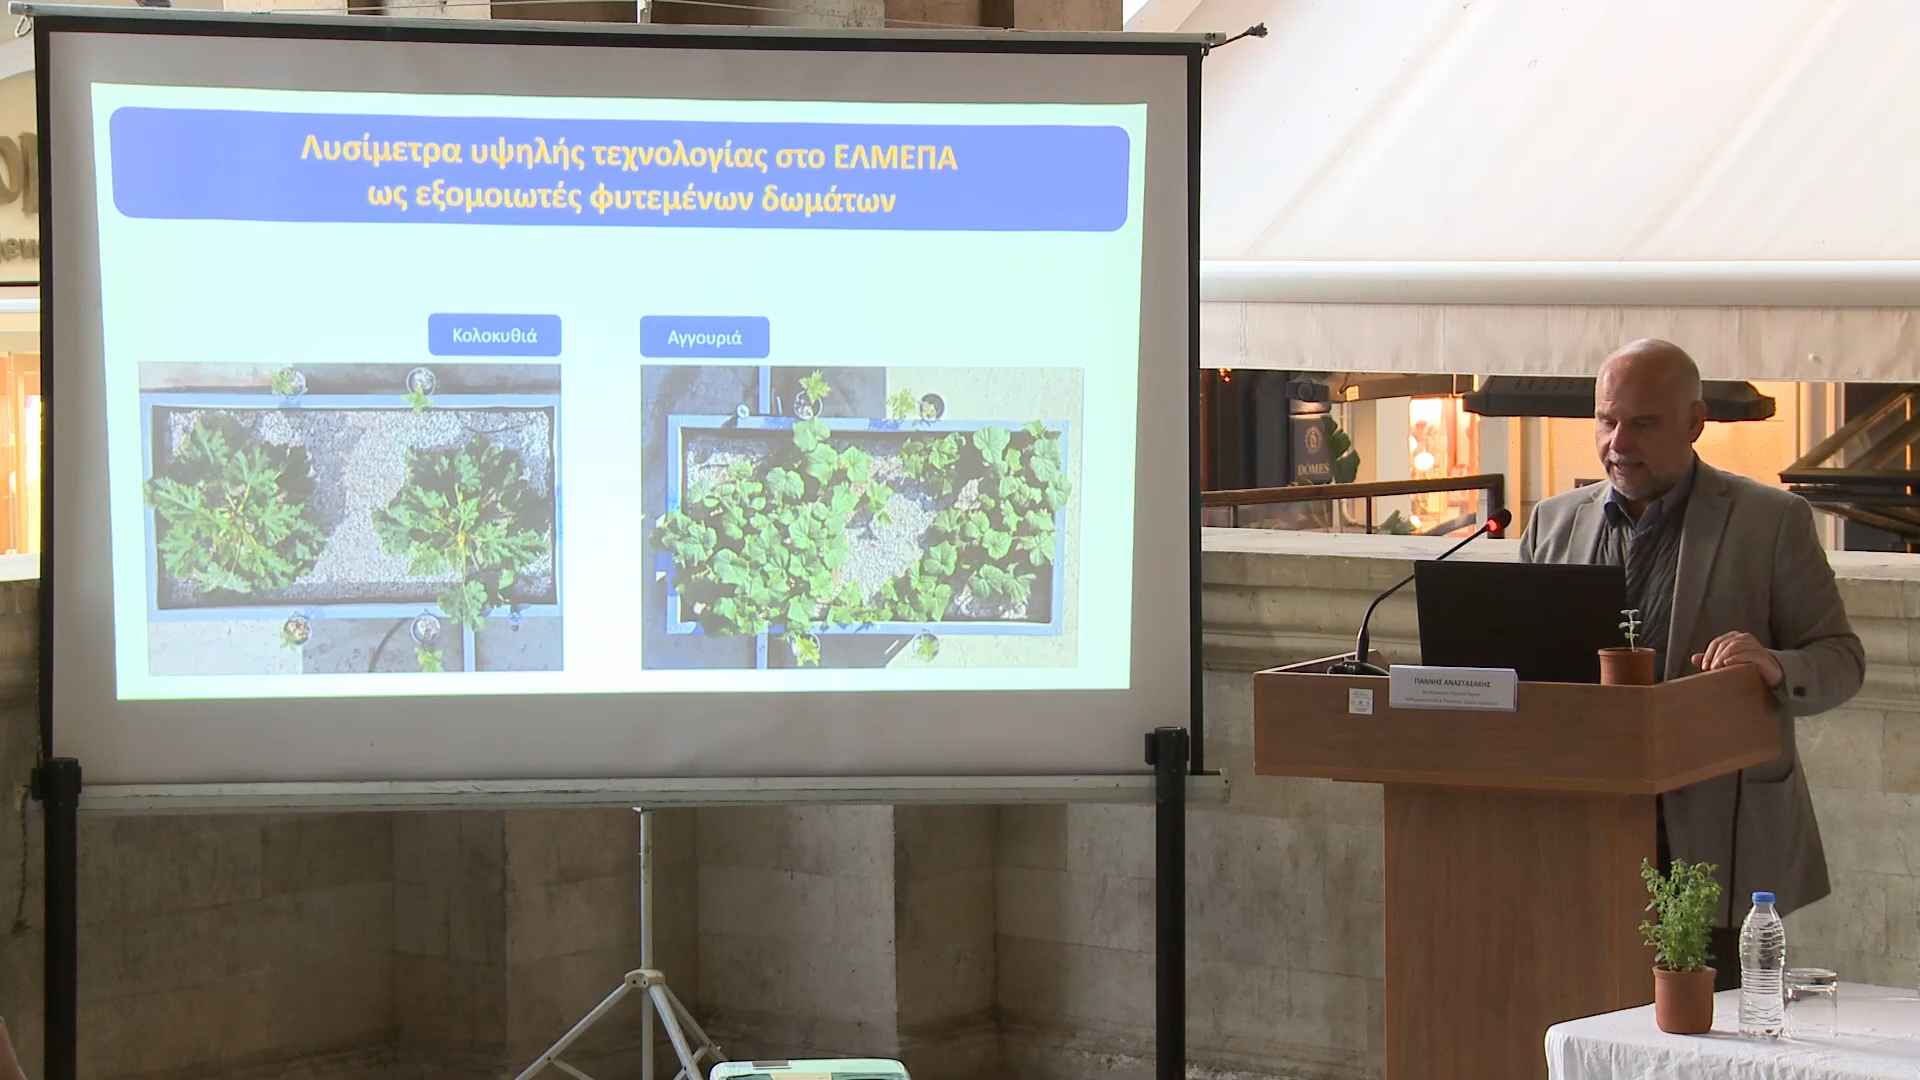 Λυσίμετρα υψηλής τεχνολογίας στο ΕΛΜΕΠΑ
ως εξομοιωτές φυτεμένων δωμάτων
Κολοκυθιά
Αγγουριά
DOMES
ΓΙΑΝΝΗΣ ΑΝΑΣΤΑΣΑΚΗΣ